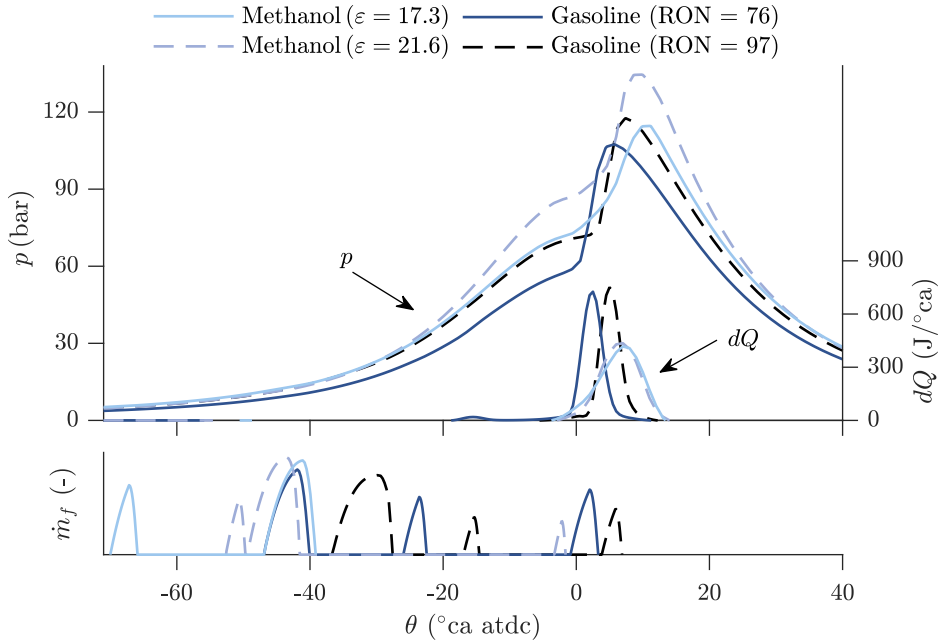 Methanol (ε = 17.3) Gasoline (RON = 76)
Methanol (ε = 21.6) Gasoline (RON = 97)
120
90
60
30
0
p (bar)
p
dQ
900
600
300
0
dQ (J/°ca)
ṁ_f (-)
-60 -40 -20 0 20 40
θ (°ca atdc)